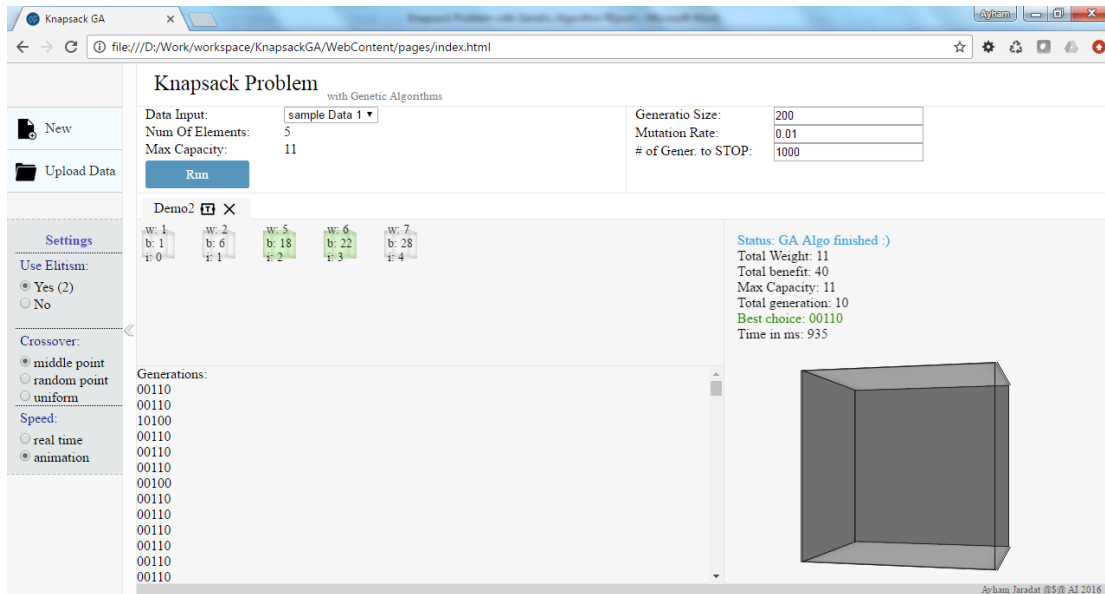 Knapsack GA
Ayham
file:///D:/Work/workspace/KnapsackGA/WebContent/pages/index.html
Knapsack Problem
with Genetic Algorithms
New
Upload Data
Data Input:
sample Data 1
Num Of Elements:
5
Max Capacity:
11
Run
Generatio Size:
200
Mutation Rate:
0.01
# of Gener. to STOP:
1000
Demo2
w: 1
b: 1
i: 0
w: 2
b: 6
i: 1
w: 5
b: 18
i: 2
w: 6
b: 22
i: 3
w: 7
b: 28
i: 4
Settings
Use Elitism:
Yes (2)
No
Crossover:
middle point
random point
uniform
Speed:
real time
animation
Status: GA Algo finished :)
Total Weight: 11
Total benefit: 40
Max Capacity: 11
Total generation: 10
Best choice: 00110
Time in ms: 935
Generations:
00110
00110
10100
00110
00110
00110
00100
00110
00110
00110
00110
00110
00110
Ayham Jaradat @$@ AI 2016